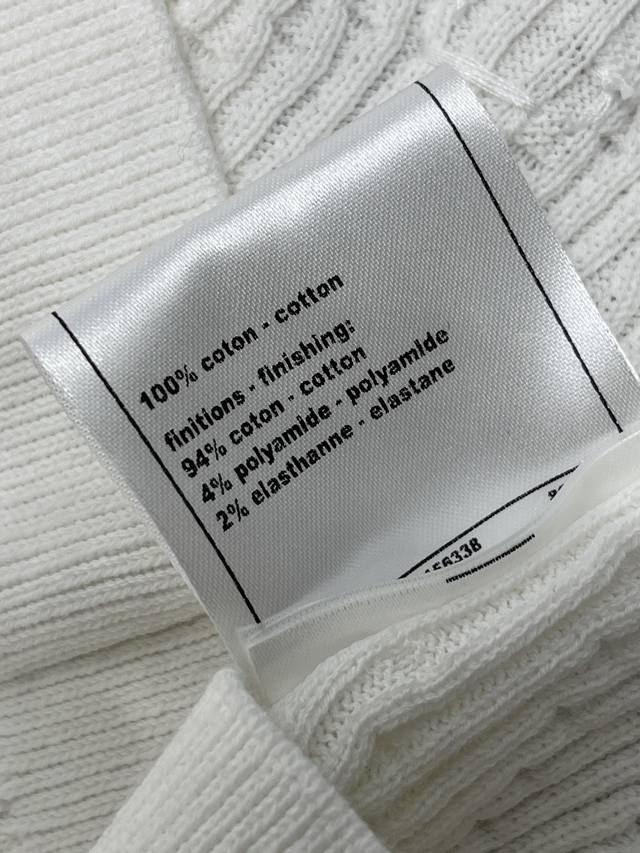 100% coton - cotton
finitions - finishing:
94% coton - cotton
4% polyamide - polyamide
2% elasthanne - elastane